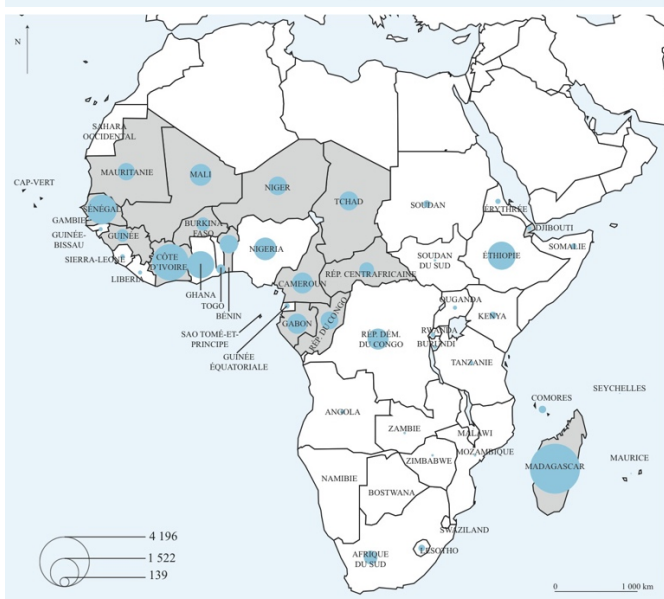 N
SAHARA
OCCIDENTAL
MAURITANIE
MALI
NIGER
TCHAD
SOUDAN
ÉRYTHRÉE
CAP-VERT
SÉNÉGAL
GAMBIE
GUINÉE-
BISSAU
GUINÉE
BURKINA
FASO
DJIBOUTI
SIERRA-LEONE
LIBERIA
CÔTE
D'IVOIRE
GHANA
TOGO
BÉNIN
NIGERIA
CAMEROUN
RÉP. CENTRAFRICAINE
SOUDAN
DU SUD
ÉTHIOPIE
SOMALIE
SAO TOMÉ-ET-
PRINCIPE
GUINÉE
ÉQUATORIALE
GABON
RÉP. DU CONGO
RÉP. DÉM.
DU CONGO
OUGANDA
KENYA
RWANDA
BURUNDI
TANZANIE
SEYCHELLES
COMORES
ANGOLA
ZAMBIE
MALAWI
MOZAMBIQUE
ZIMBABWE
MADAGASCAR
MAURICE
NAMIBIE
BOSTWANA
SWAZILAND
LESOTHO
AFRIQUE
DU SUD
4 196
1 522
139
0 1 000 km